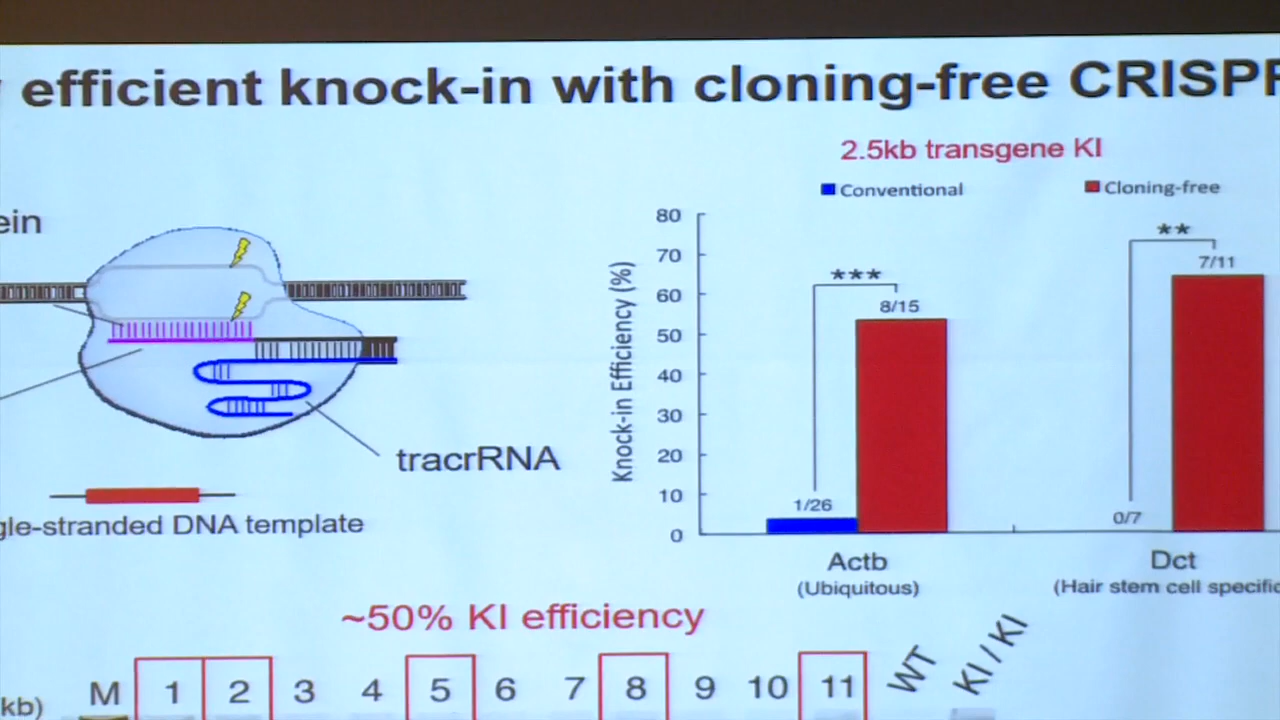 efficient knock-in with cloning-free CRISPR
2.5kb transgene KI
Conventional
Cloning-free
ein
tracrRNA
gle-stranded DNA template
Knock-in Efficiency (%)
80
70
60
50
40
30
20
10
0
***
8/15
1/26
**
7/11
0/7
Actb
(Ubiquitous)
Dct
(Hair stem cell specific
~50% KI efficiency
kb) M 1 2 3 4 5 6 7 8 9 10 11 WT KI / KI